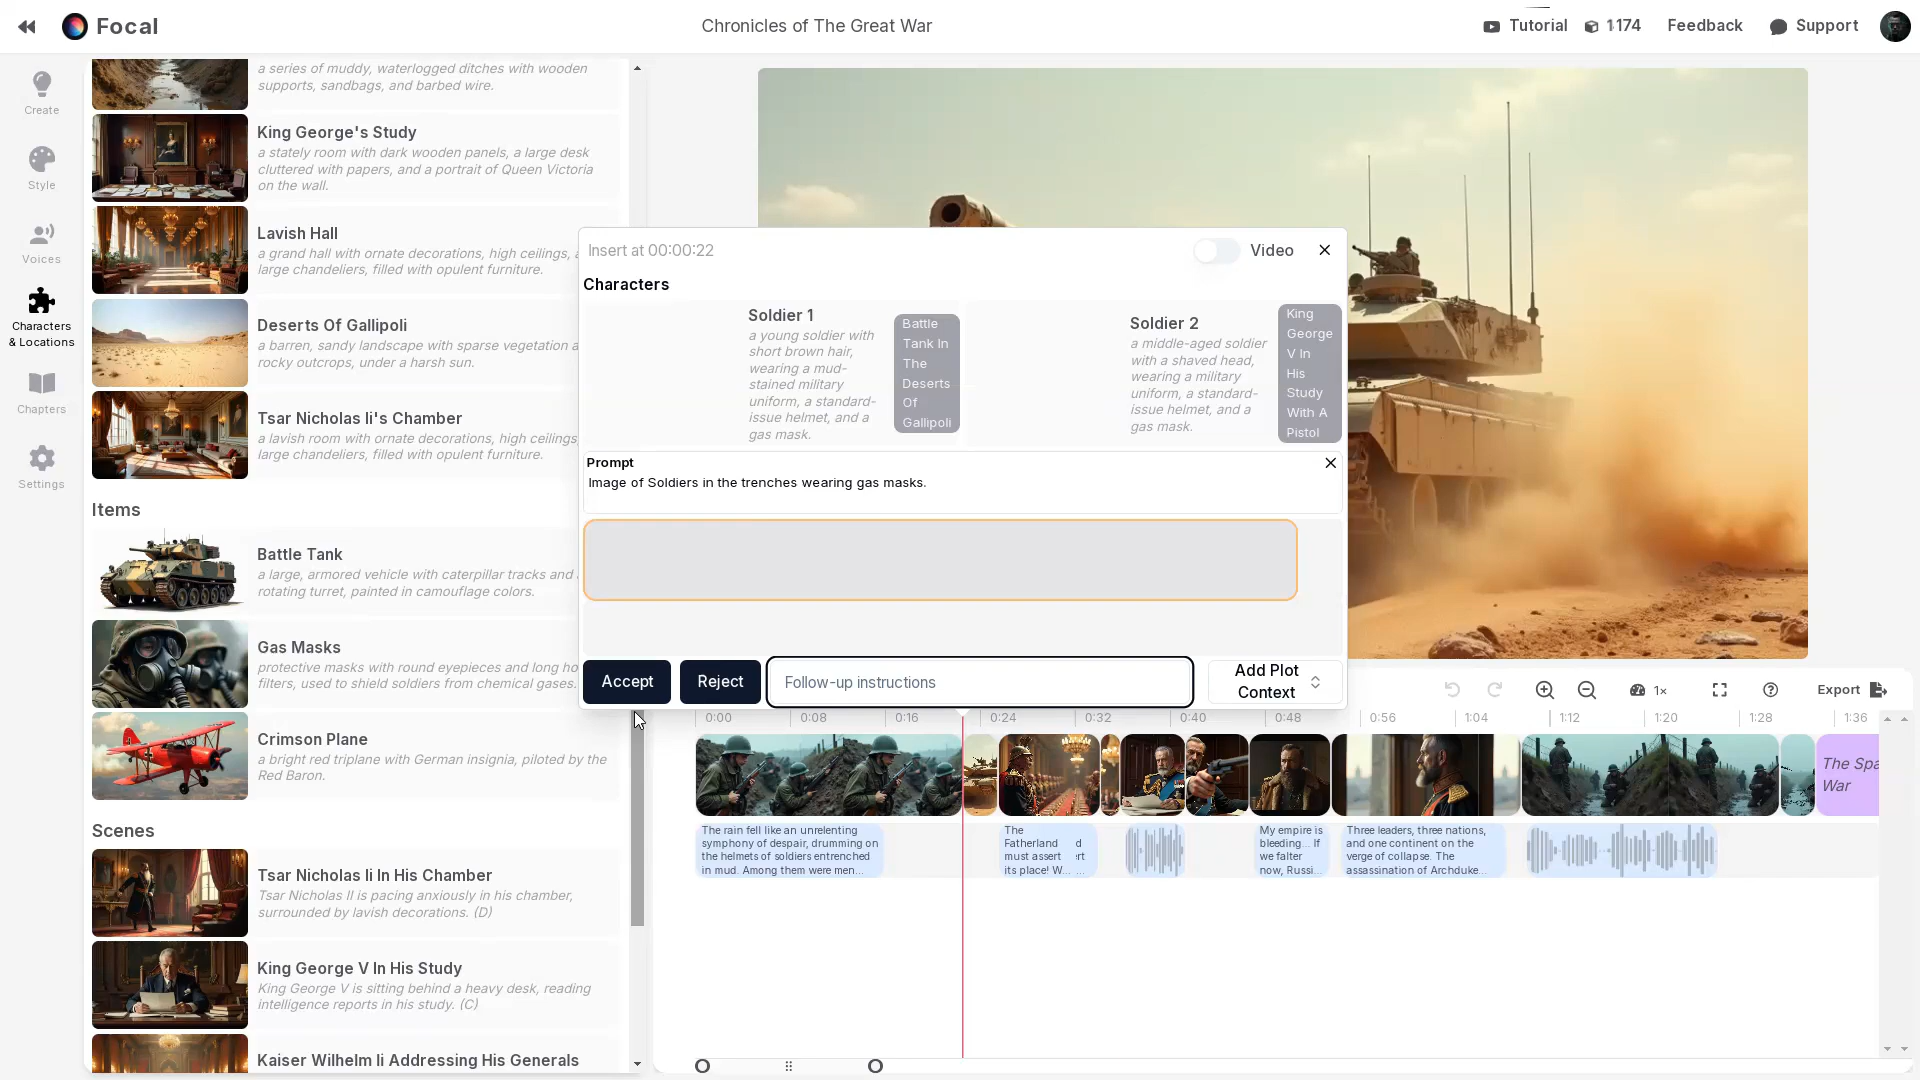 Focal
Chronicles of The Great War
Tutorial
1174
Feedback
Support
Create
Style
Voices
Characters
& Locations
Chapters
Settings
a series of muddy, waterlogged ditches with wooden
supports, sandbags, and barbed wire.
King George's Study
a stately room with dark wooden panels, a large desk
cluttered with papers, and a portrait of Queen Victoria
on the wall.
Lavish Hall
a grand hall with ornate decorations, high ceilings,
large chandeliers, filled with opulent furniture.
Deserts Of Gallipoli
a barren, sandy landscape with sparse vegetation a
rocky outcrops, under a harsh sun.
Tsar Nicholas Ii's Chamber
a lavish room with ornate decorations, high ceilings,
large chandeliers, filled with opulent furniture.
Items
Battle Tank
a large, armored vehicle with caterpillar tracks and
rotating turret, painted in camouflage colors.
Gas Masks
protective masks with round eyepieces and long ho
filters, used to shield soldiers from chemical gases.
Crimson Plane
a bright red triplane with German insignia, piloted by the
Red Baron.
Scenes
Tsar Nicholas Ii In His Chamber
Tsar Nicholas II is pacing anxiously in his chamber,
surrounded by lavish decorations. (D)
King George V In His Study
King George V is sitting behind a heavy desk, reading
intelligence reports in his study. (C)
Kaiser Wilhelm Ii Addressing His Generals
Insert at 00:00:22
Video
Characters
Soldier 1
a young soldier with
short brown hair,
wearing a mud-
stained military
uniform, a standard-
issue helmet, and a
gas mask.
Battle
Tank In
The
Deserts
Of
Gallipoli
Soldier 2
a middle-aged soldier
with a shaved head,
wearing a military
uniform, a standard-
issue helmet, and a
gas mask.
King
George
V In
His
Study
With A
Pistol
Prompt
Image of Soldiers in the trenches wearing gas masks.
Accept
Reject
Follow-up instructions
Add Plot
Context
1×
Export
0:00
0:08
0:16
0:24
0:32
0:40
0:48
0:56
1:04
1:12
1:20
1:28
1:36
The Spa
War
The rain fell like an unrelenting
symphony of despair, drumming on
the helmets of soldiers entrenched
in mud. Among them were men...
The
Fatherland
must assert
its place! W...
d
ert
...
My empire is
bleeding... If
we falter
now, Russi...
Three leaders, three nations,
and one continent on the
verge of collapse. The
assassination of Archduke...